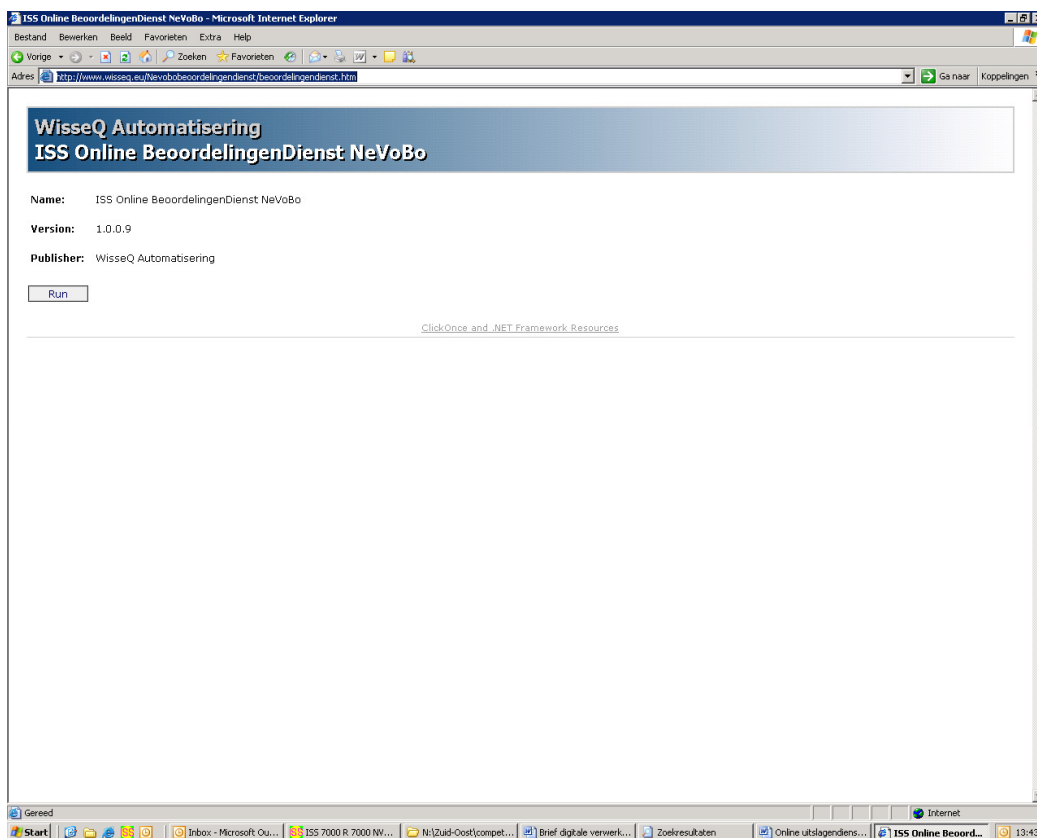 ISS Online BeoordelingenDienst NeVoBo - Microsoft Internet Explorer
Bestand Bewerken Beeld Favorieten Extra Help
Vorige Zoeken Favorieten
Adres http://www.wisseq.eu/Nevobobeoordelingendienst/beoordelingendienst.htm Ga naar Koppelingen
WisseQ Automatisering
ISS Online BeoordelingenDienst NeVoBo
Name: ISS Online BeoordelingenDienst NeVoBo
Version: 1.0.0.9
Publisher: WisseQ Automatisering
Run
ClickOnce and .NET Framework Resources
Gereed Internet
Start Inbox - Microsoft Ou... ISS 7000 R 7000 NV... N:\Zuid-Oost\compet... Brief digitale verwerk... Zoekresultaten Online uitslagendiens... ISS Online Beoord... 13:43